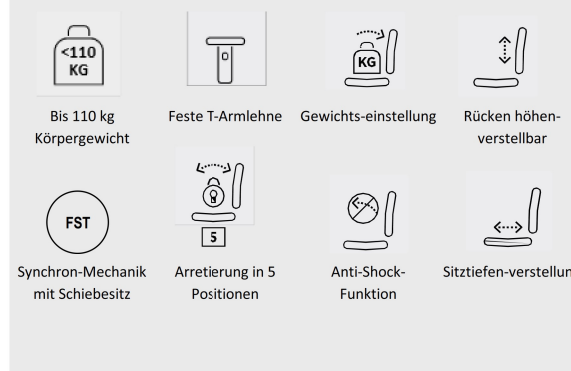 <110
KG
KG
Bis 110 kg
Körpergewicht
Feste T-Armlehne
Gewichts-einstellung
Rücken höhen-
verstellbar
FST
5
Synchron-Mechanik
mit Schiebesitz
Arretierung in 5
Positionen
Anti-Shock-
Funktion
Sitztiefen-verstellun